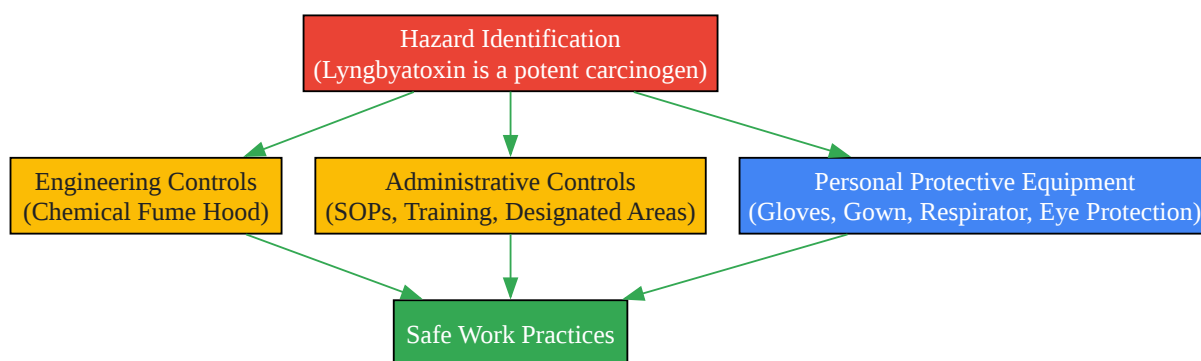 Hazard Identification
(Lyngbyatoxin is a potent carcinogen)
Engineering Controls
(Chemical Fume Hood)
Administrative Controls
(SOPs, Training, Designated Areas)
Personal Protective Equipment
(Gloves, Gown, Respirator, Eye Protection)
Safe Work Practices